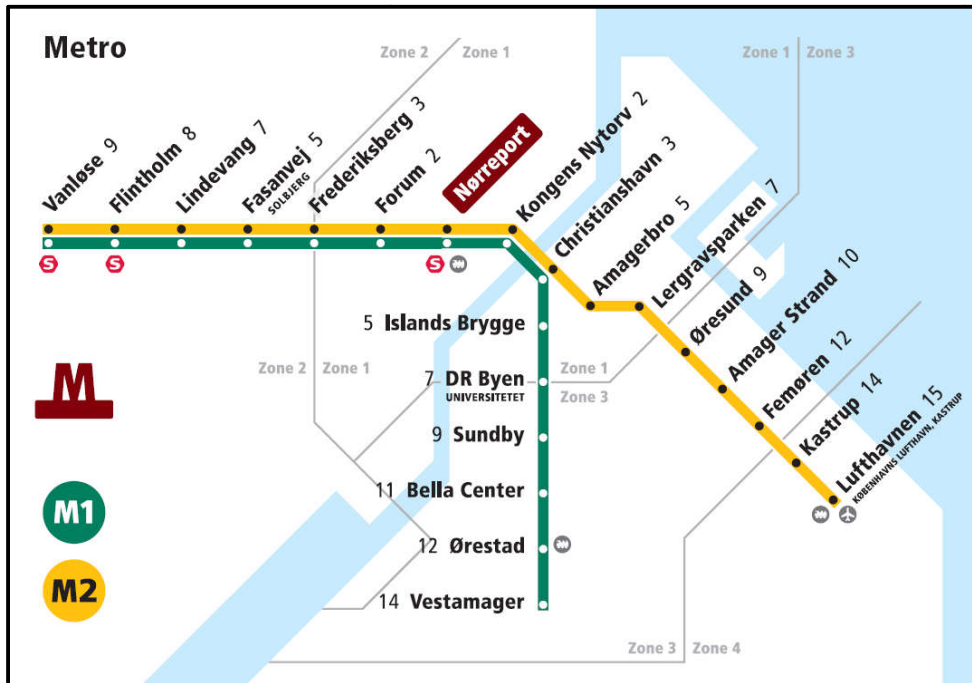 Metro
Zone 2 Zone 1
Zone 1 Zone 3
Vanløse 9
Flintholm 8
Lindevang 7
Fasanvej 5
SOLBJERG
Frederiksberg 3
Forum 2
Nørreport
Kongens Nytorv 2
Christianshavn 3
Amagerbro 5
Lergravsparken 7
Øresund 9
Amager Strand 10
Femøren 12
Kastrup 14
Lufthavnen 15
KØBENHAVNS LUFTHAVN, KASTRUP
S
S
S
5 Islands Brygge
Zone 2 Zone 1
Zone 1
7 DR Byen
UNIVERSITETET
Zone 3
M
9 Sundby
11 Bella Center
M1
12 Ørestad
M2
14 Vestamager
Zone 3 Zone 4